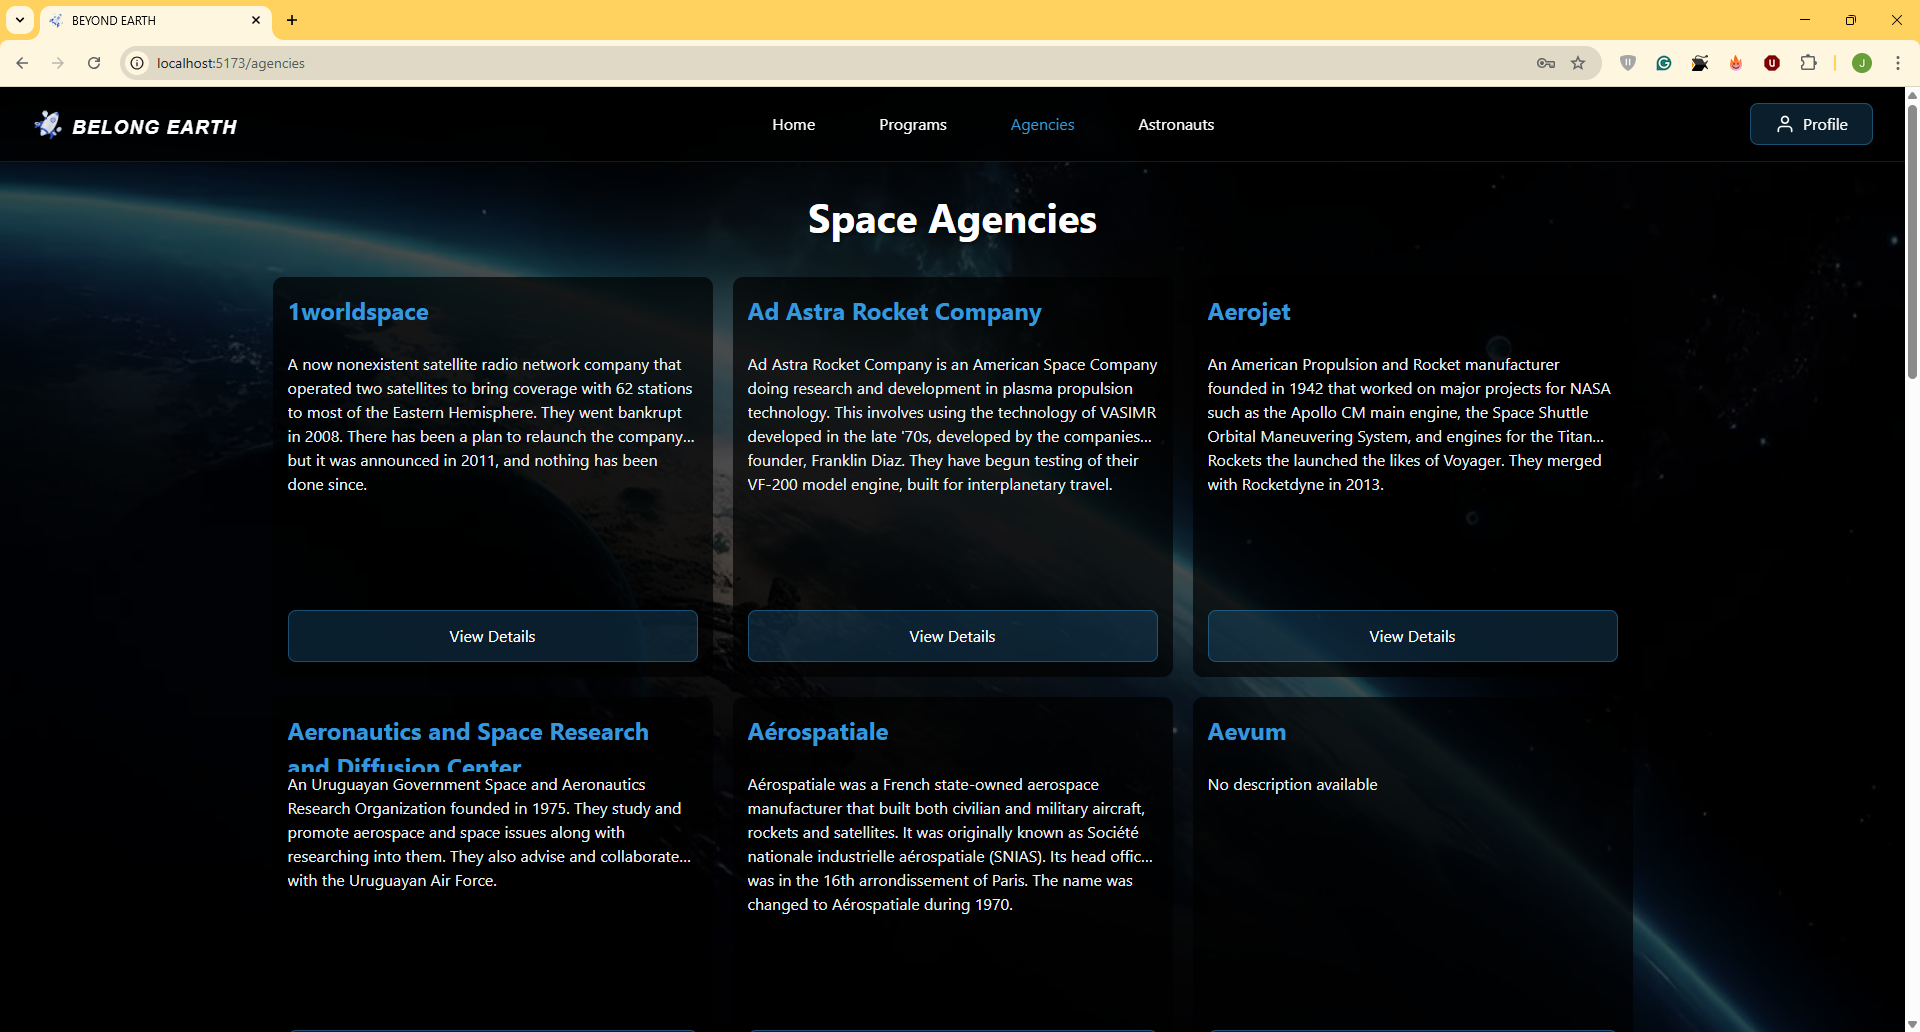 BEYOND EARTH
localhost:5173/agencies
J
BELONG EARTH
Home
Programs
Agencies
Astronauts
Profile
Space Agencies
1worldspace
A now nonexistent satellite radio network company that
operated two satellites to bring coverage with 62 stations
to most of the Eastern Hemisphere. They went bankrupt
in 2008. There has been a plan to relaunch the company...
but it was announced in 2011, and nothing has been
done since.
View Details
Ad Astra Rocket Company
Ad Astra Rocket Company is an American Space Company
doing research and development in plasma propulsion
technology. This involves using the technology of VASIMR
developed in the late '70s, developed by the companies...
founder, Franklin Diaz. They have begun testing of their
VF-200 model engine, built for interplanetary travel.
View Details
Aerojet
An American Propulsion and Rocket manufacturer
founded in 1942 that worked on major projects for NASA
such as the Apollo CM main engine, the Space Shuttle
Orbital Maneuvering System, and engines for the Titan...
Rockets the launched the likes of Voyager. They merged
with Rocketdyne in 2013.
View Details
Aeronautics and Space Research
and Diffusion Center
An Uruguayan Government Space and Aeronautics
Research Organization founded in 1975. They study and
promote aerospace and space issues along with
researching into them. They also advise and collaborate...
with the Uruguayan Air Force.
Aérospatiale
Aérospatiale was a French state-owned aerospace
manufacturer that built both civilian and military aircraft,
rockets and satellites. It was originally known as Société
nationale industrielle aérospatiale (SNIAS). Its head offic...
was in the 16th arrondissement of Paris. The name was
changed to Aérospatiale during 1970.
Aevum
No description available